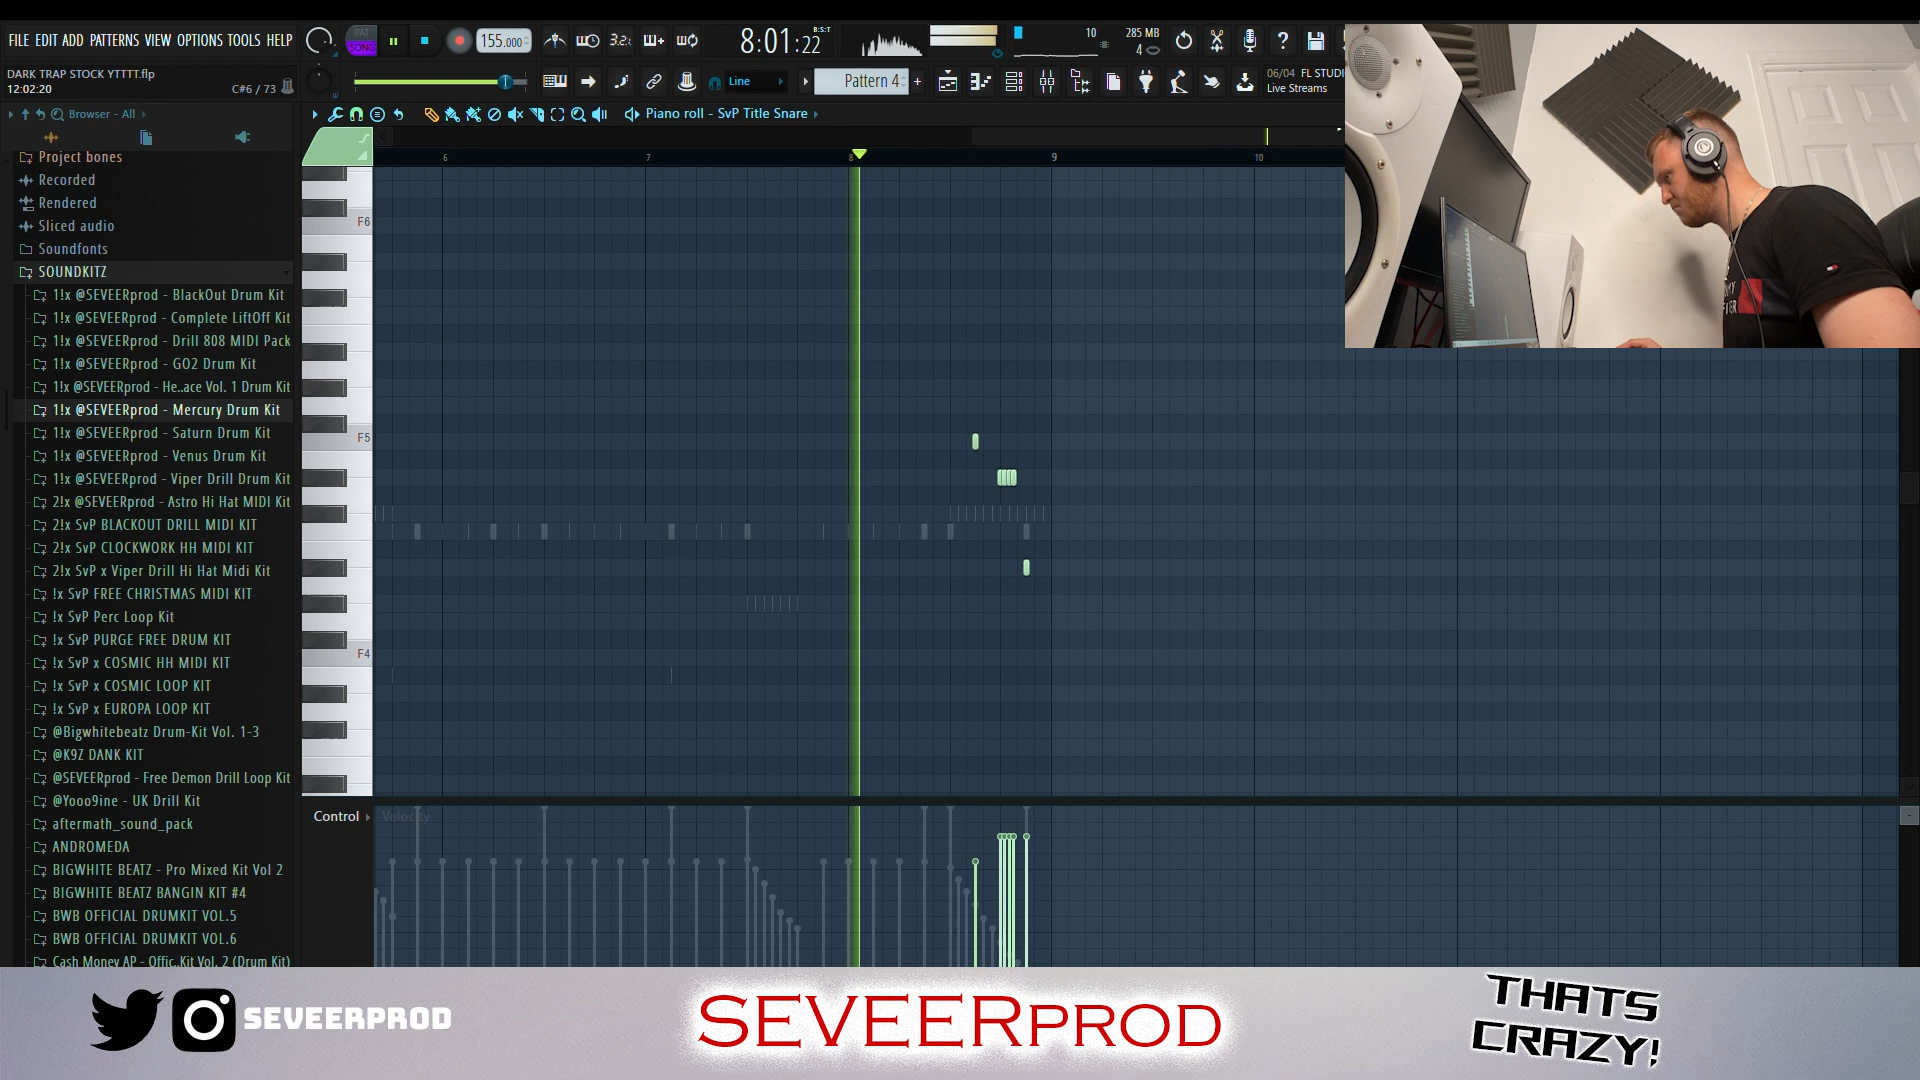 FILE EDIT ADD PATTERNS VIEW OPTIONS TOOLS HELP
PAT
SONG
155.000
3.2.
8:01:22
B:S:T
10
285 MB
4
DARK TRAP STOCK YTTTT.flp
12:02:20
C#6 / 73
Line
Pattern 4
06/04 FL STUDI
Live Streams
Browser - All
Piano roll - SvP Title Snare
Project bones
Recorded
Rendered
Sliced audio
Soundfonts
SOUNDKITZ
1!x @SEVEERprod - BlackOut Drum Kit
1!x @SEVEERprod - Complete LiftOff Kit
1!x @SEVEERprod - Drill 808 MIDI Pack
1!x @SEVEERprod - GO2 Drum Kit
1!x @SEVEERprod - He..ace Vol. 1 Drum Kit
1!x @SEVEERprod - Mercury Drum Kit
1!x @SEVEERprod - Saturn Drum Kit
1!x @SEVEERprod - Venus Drum Kit
1!x @SEVEERprod - Viper Drill Drum Kit
2!x @SEVEERprod - Astro Hi Hat MIDI Kit
2!x SvP BLACKOUT DRILL MIDI KIT
2!x SvP CLOCKWORK HH MIDI KIT
2!x SvP x Viper Drill Hi Hat Midi Kit
!x SvP FREE CHRISTMAS MIDI KIT
!x SvP Perc Loop Kit
!x SvP PURGE FREE DRUM KIT
!x SvP x COSMIC HH MIDI KIT
!x SvP x COSMIC LOOP KIT
!x SvP x EUROPA LOOP KIT
@Bigwhitebeatz Drum-Kit Vol. 1-3
@K9Z DANK KIT
@SEVEERprod - Free Demon Drill Loop Kit
@Yooo9ine - UK Drill Kit
aftermath_sound_pack
ANDROMEDA
BIGWHITE BEATZ - Pro Mixed Kit Vol 2
BIGWHITE BEATZ BANGIN KIT #4
BWB OFFICIAL DRUMKIT VOL.5
BWB OFFICIAL DRUMKIT VOL.6
Cash Money AP - Offic..Kit Vol. 2 (Drum Kit)
6
7
8
9
10
F6
F5
F4
Control
Velocity
SEVEERPROD
SEVEERPROD
THATS
CRAZY!